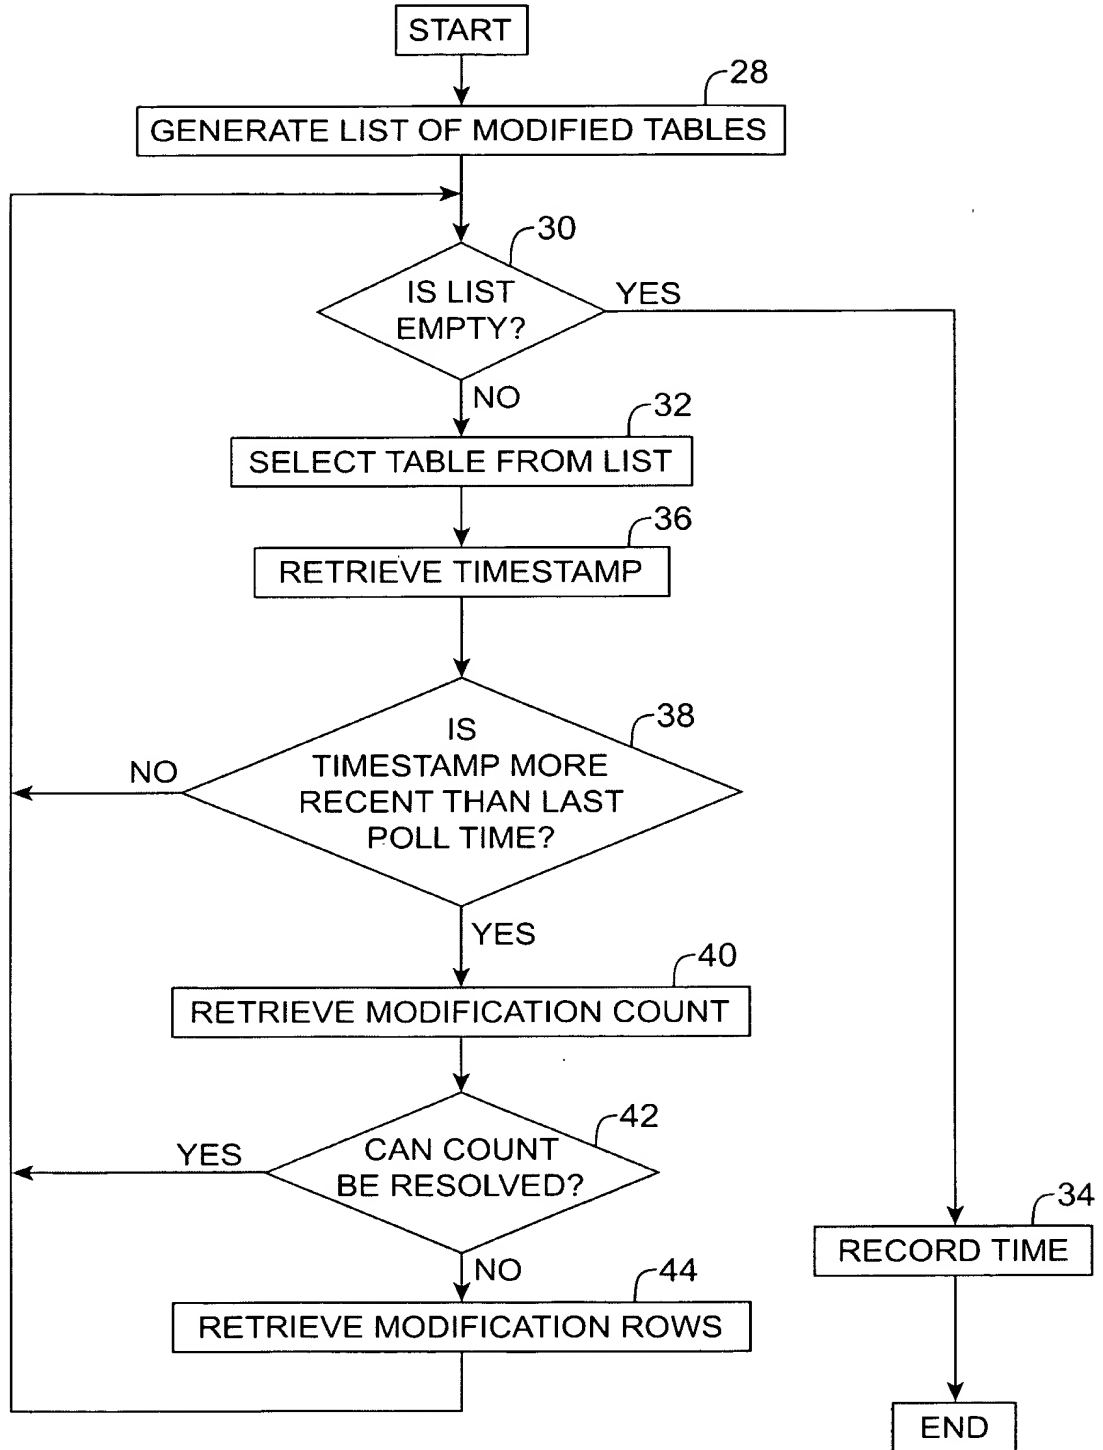 START
28
GENERATE LIST OF MODIFIED TABLES
30
IS LIST
EMPTY?
YES
NO
32
SELECT TABLE FROM LIST
36
RETRIEVE TIMESTAMP
38
IS
TIMESTAMP MORE
RECENT THAN LAST
POLL TIME?
NO
YES
40
RETRIEVE MODIFICATION COUNT
42
CAN COUNT
BE RESOLVED?
YES
NO
34
RECORD TIME
44
RETRIEVE MODIFICATION ROWS
END